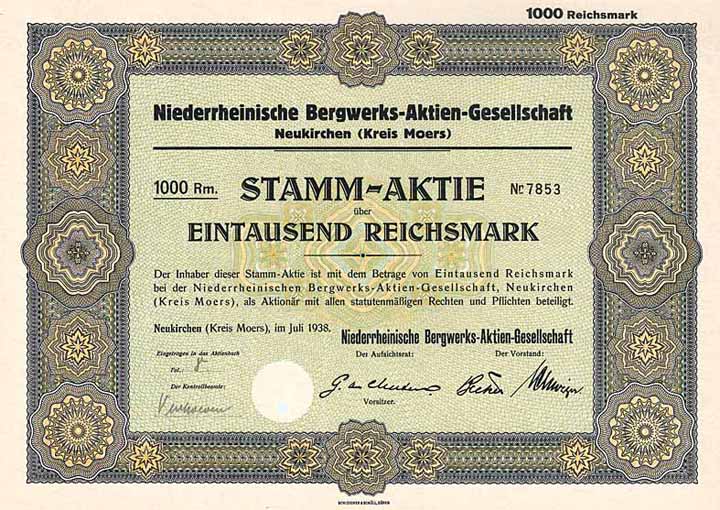 1000 Reichsmark
Niederrheinische Bergwerks-Aktien-Gesellschaft
Neukirchen (Kreis Moers)
1000 Rm. STAMM-AKTIE Nr. 7853
über
EINTAUSEND REICHSMARK
Der Inhaber dieser Stamm-Aktie ist mit dem Betrage von Eintausend Reichsmark
bei der Niederrheinischen Bergwerks-Aktien-Gesellschaft, Neukirchen
(Kreis Moers), als Aktionär mit allen statutenmäßigen Rechten und Pflichten beteiligt.
Neukirchen (Kreis Moers), im Juli 1938. Niederrheinische Bergwerks-Aktien-Gesellschaft
Eingetragen in das Aktienbuch Der Aufsichtsrat: Der Vorstand:
Fol.
Der Kontrollbeamte:
Vorsitzer.